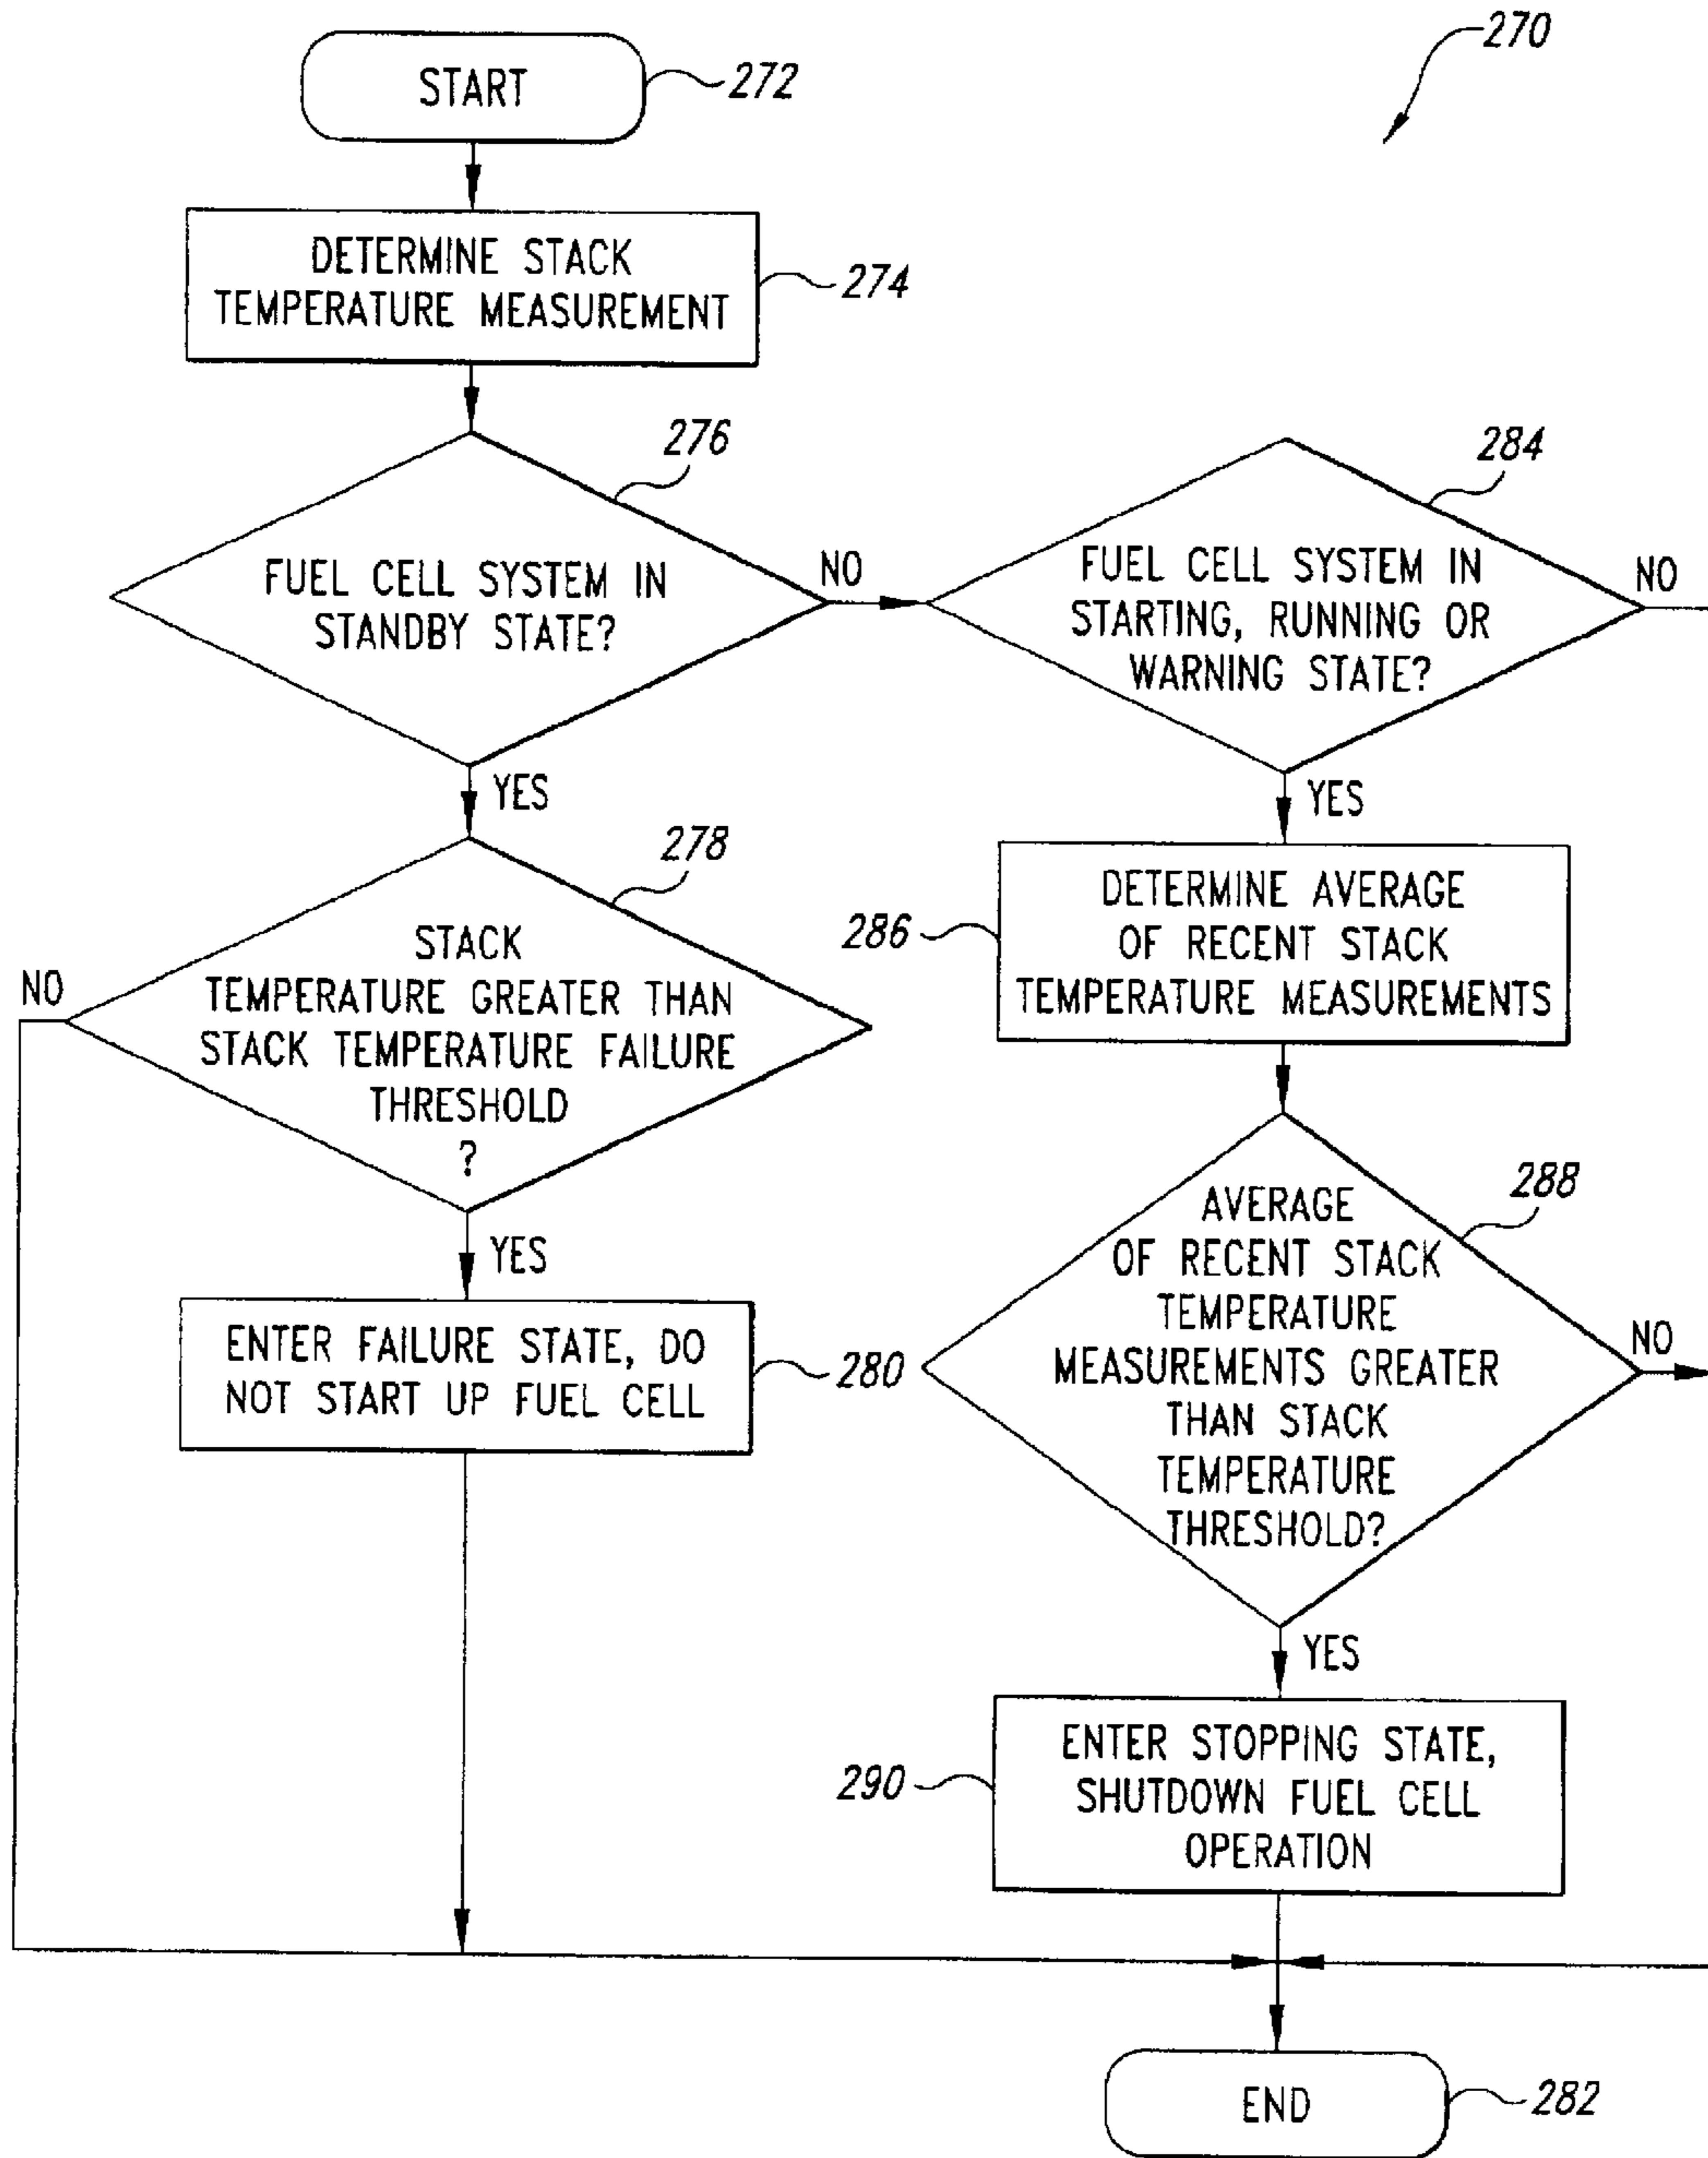 270
START
272
DETERMINE STACK
TEMPERATURE MEASUREMENT
274
276
FUEL CELL SYSTEM IN
STANDBY STATE?
NO
YES
284
FUEL CELL SYSTEM IN
STARTING, RUNNING OR
WARNING STATE?
NO
YES
278
STACK
TEMPERATURE GREATER THAN
STACK TEMPERATURE FAILURE
THRESHOLD
?
NO
YES
280
ENTER FAILURE STATE, DO
NOT START UP FUEL CELL
286
DETERMINE AVERAGE
OF RECENT STACK
TEMPERATURE MEASUREMENTS
288
AVERAGE
OF RECENT STACK
TEMPERATURE
MEASUREMENTS GREATER
THAN STACK
TEMPERATURE
THRESHOLD?
NO
YES
290
ENTER STOPPING STATE,
SHUTDOWN FUEL CELL
OPERATION
END
282